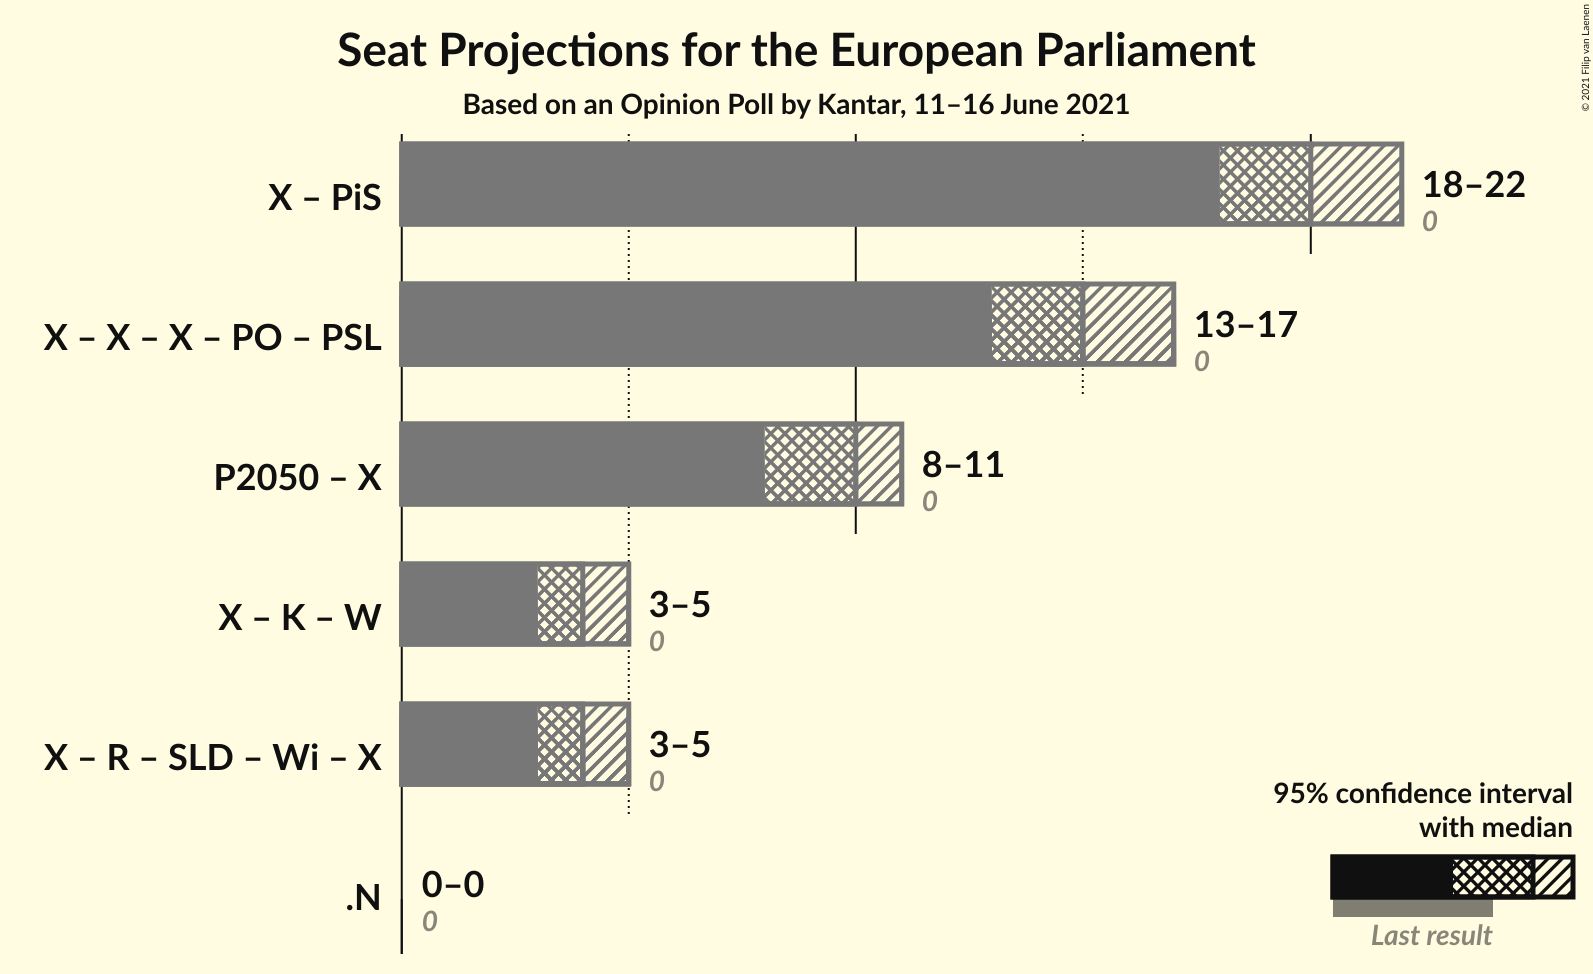 Seat Projections for the European Parliament
Based on an Opinion Poll by Kantar, 11–16 June 2021
© 2021 Filip van Laenen
X – PiS
18–22
0
X – X – X – PO – PSL
13–17
0
P2050 – X
8–11
0
X – K – W
3–5
0
X – R – SLD – Wi – X
3–5
0
.N
0–0
0
95% confidence interval
with median
Last result